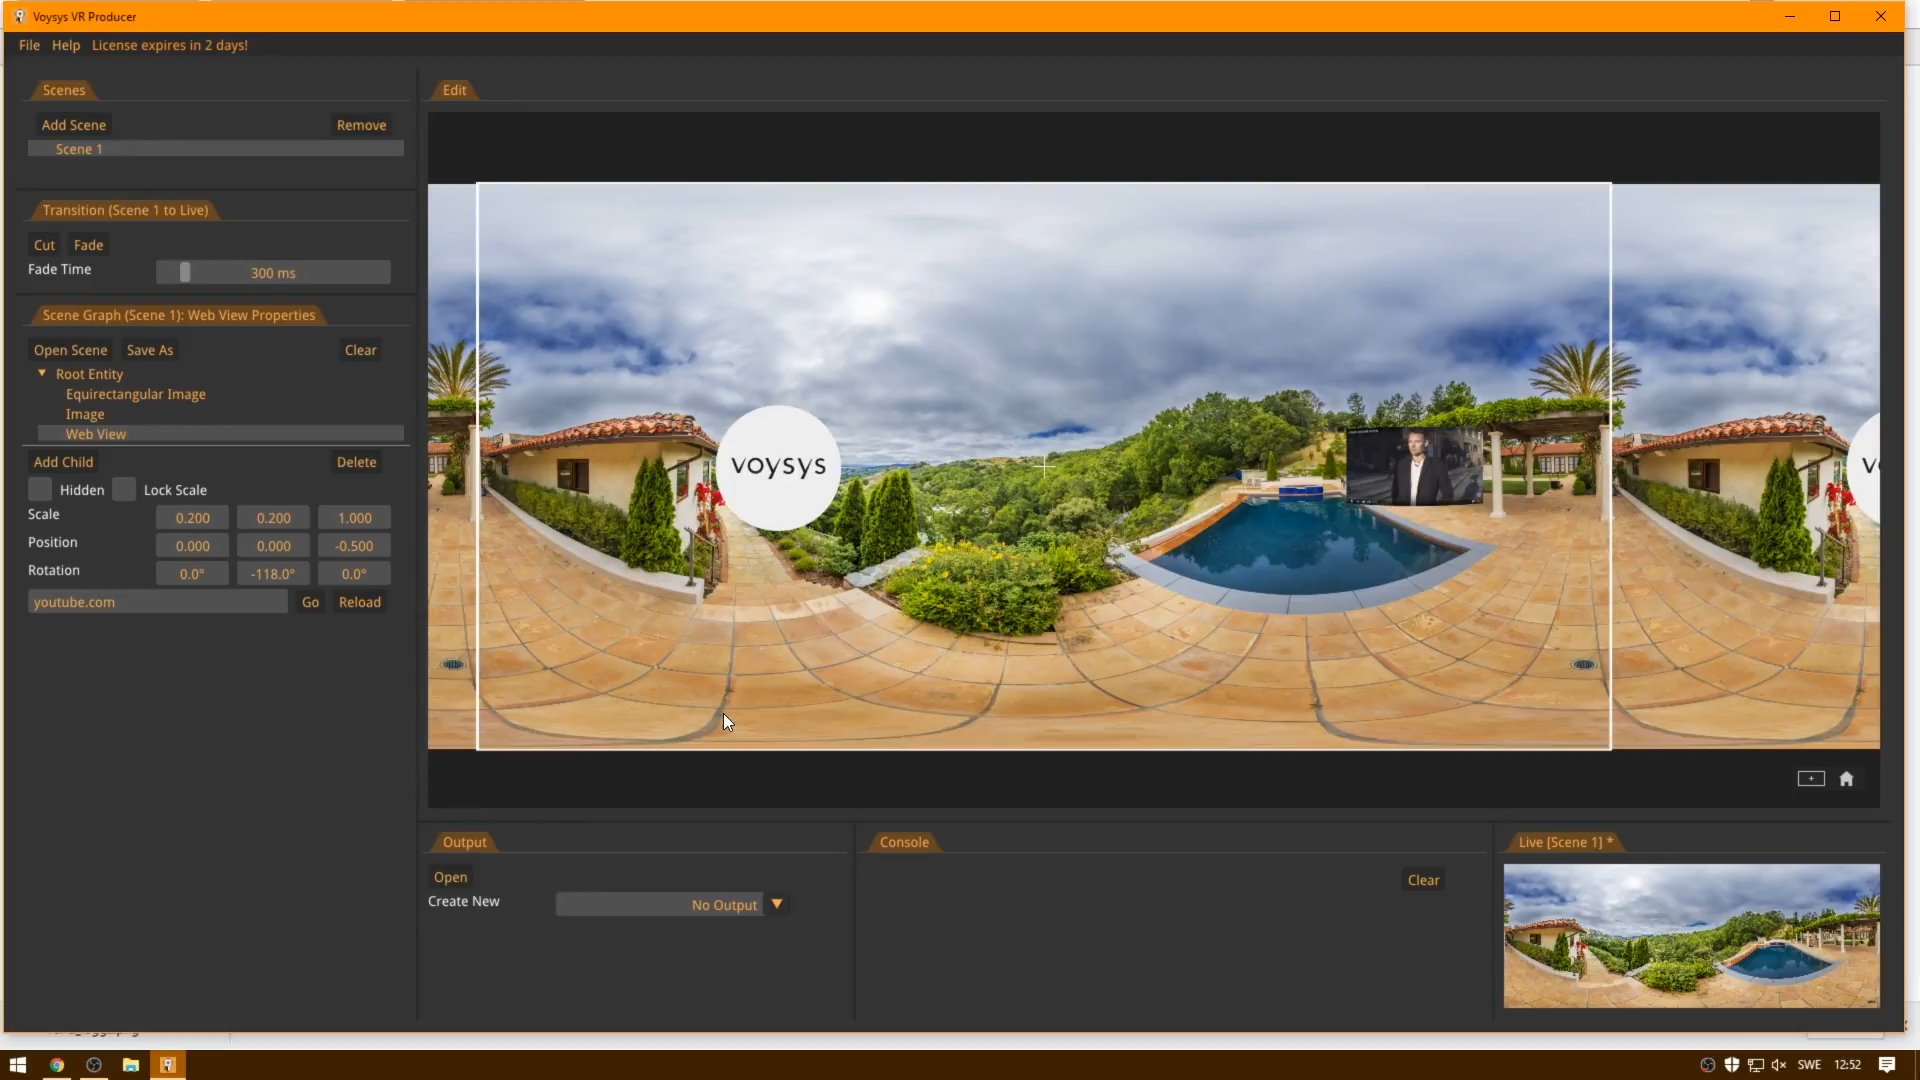 Voysys VR Producer
File Help License expires in 2 days!
Scenes
Add Scene Remove
Scene 1
Transition (Scene 1 to Live)
Cut Fade
Fade Time 300 ms
Scene Graph (Scene 1): Web View Properties
Open Scene Save As Clear
Root Entity
Equirectangular Image
Image
Web View
Add Child Delete
Hidden Lock Scale
Scale 0.200 0.200 1.000
Position 0.000 0.000 -0.500
Rotation 0.0° -118.0° 0.0°
youtube.com Go Reload
Edit
voysys
Output
Open
Create New No Output
Console
Clear
Live [Scene 1] *
SWE 12:52